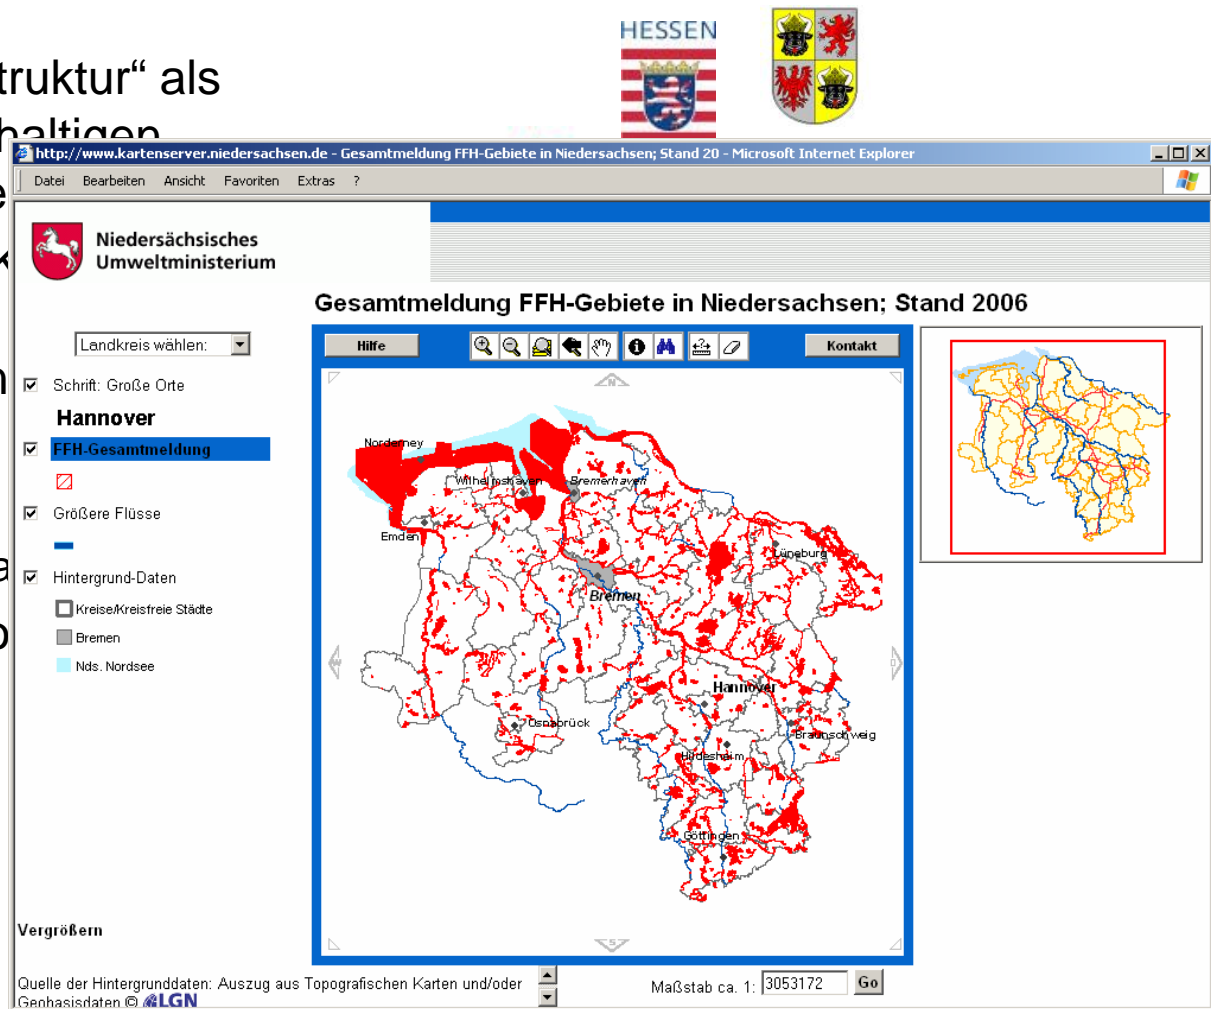 HESSEN
truktur“ als
haltigen
http://www.kartenserver.niedersachsen.de - Gesamtmeldung FFH-Gebiete in Niedersachsen; Stand 20 - Microsoft Internet Explorer
Datei Bearbeiten Ansicht Favoriten Extras ?
Niedersächsisches
Umweltministerium
Gesamtmeldung FFH-Gebiete in Niedersachsen; Stand 2006
Landkreis wählen:
Hilfe
Kontakt
Schrift: Große Orte
Hannover
FFH-Gesamtmeldung
Größere Flüsse
Hintergrund-Daten
Kreise/Kreisfreie Städte
Bremen
Nds. Nordsee
N
Norderney
Wilhelmshaven
Bremerhaven
Emden
Lüneburg
Bremen
W
O
Hannover
Osnabrück
Braunschweig
Hildesheim
Göttingen
S
Vergrößern
Quelle der Hintergrunddaten: Auszug aus Topografischen Karten und/oder
Geobasisdaten © LGN
Maßstab ca. 1: 3053172 Go